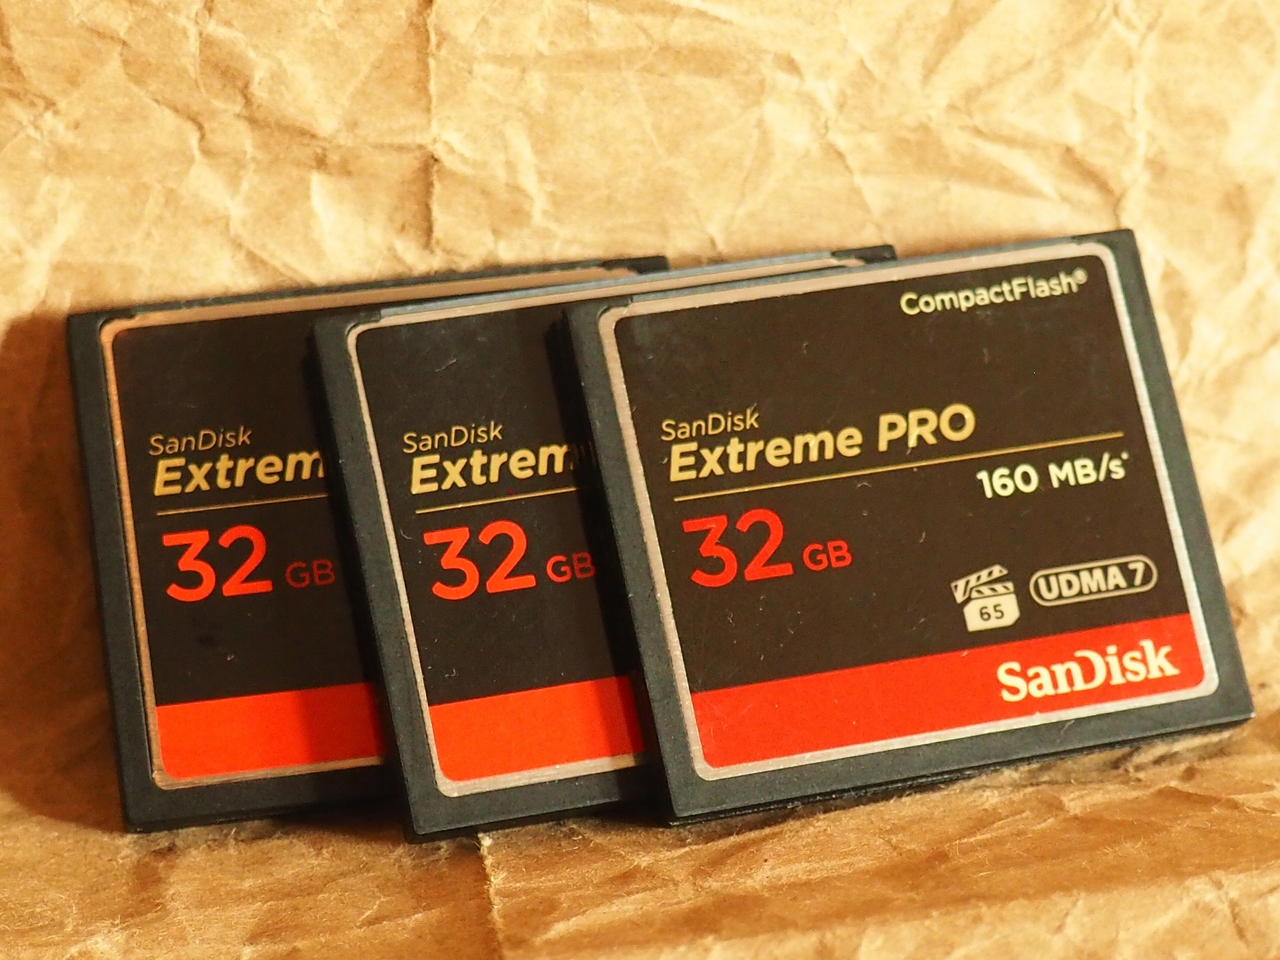 SanDisk
Extrem
32 GB
SanDisk
Extrem
32 GB
CompactFlash®
SanDisk
Extreme PRO
160 MB/s*
32 GB
65
UDMA 7
SanDisk